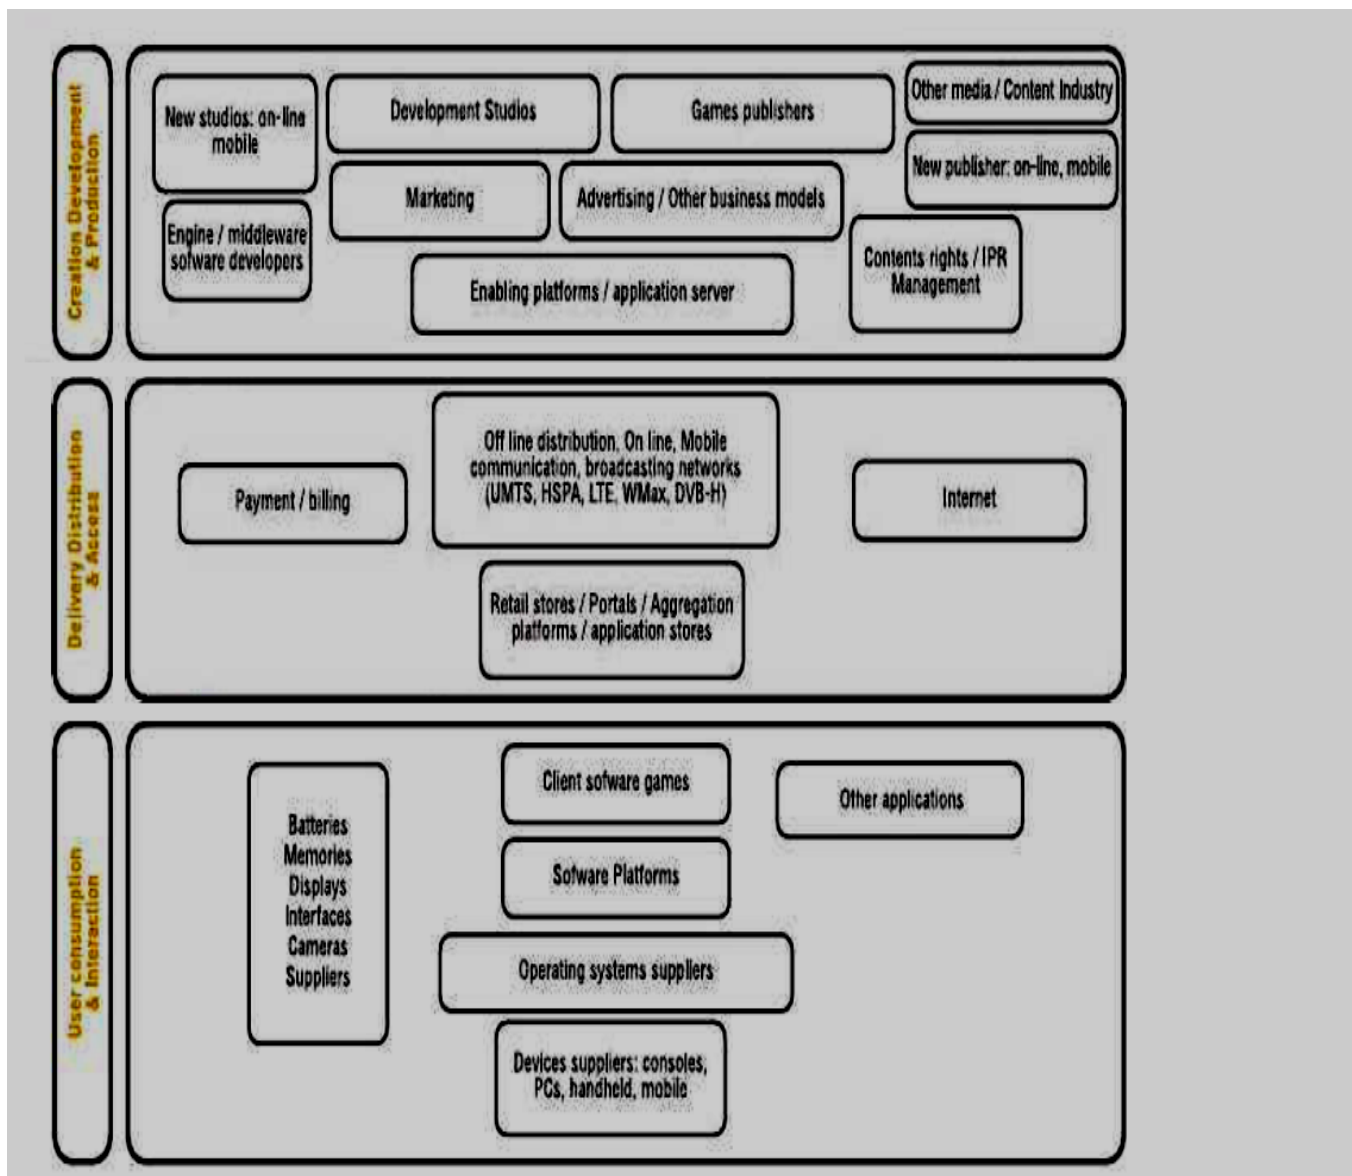 Creation Development
& Production
New studios: on-line
mobile
Development Studios
Games publishers
Other media / Content Industry
New publisher: on-line, mobile
Marketing
Advertising / Other business models
Engine / middleware
sofware developers
Enabling platforms / application server
Contents rights / IPR
Management
Delivery Distribution
& Access
Payment / billing
Off line distribution, On line, Mobile
communication, broadcasting networks
(UMTS, HSPA, LTE, WMax, DVB-H)
Internet
Retail stores / Portals / Aggregation
platforms / application stores
User consumption
& Interaction
Batteries
Memories
Displays
Interfaces
Cameras
Suppliers
Client sofware games
Other applications
Sofware Platforms
Operating systems suppliers
Devices suppliers: consoles,
PCs, handheld, mobile